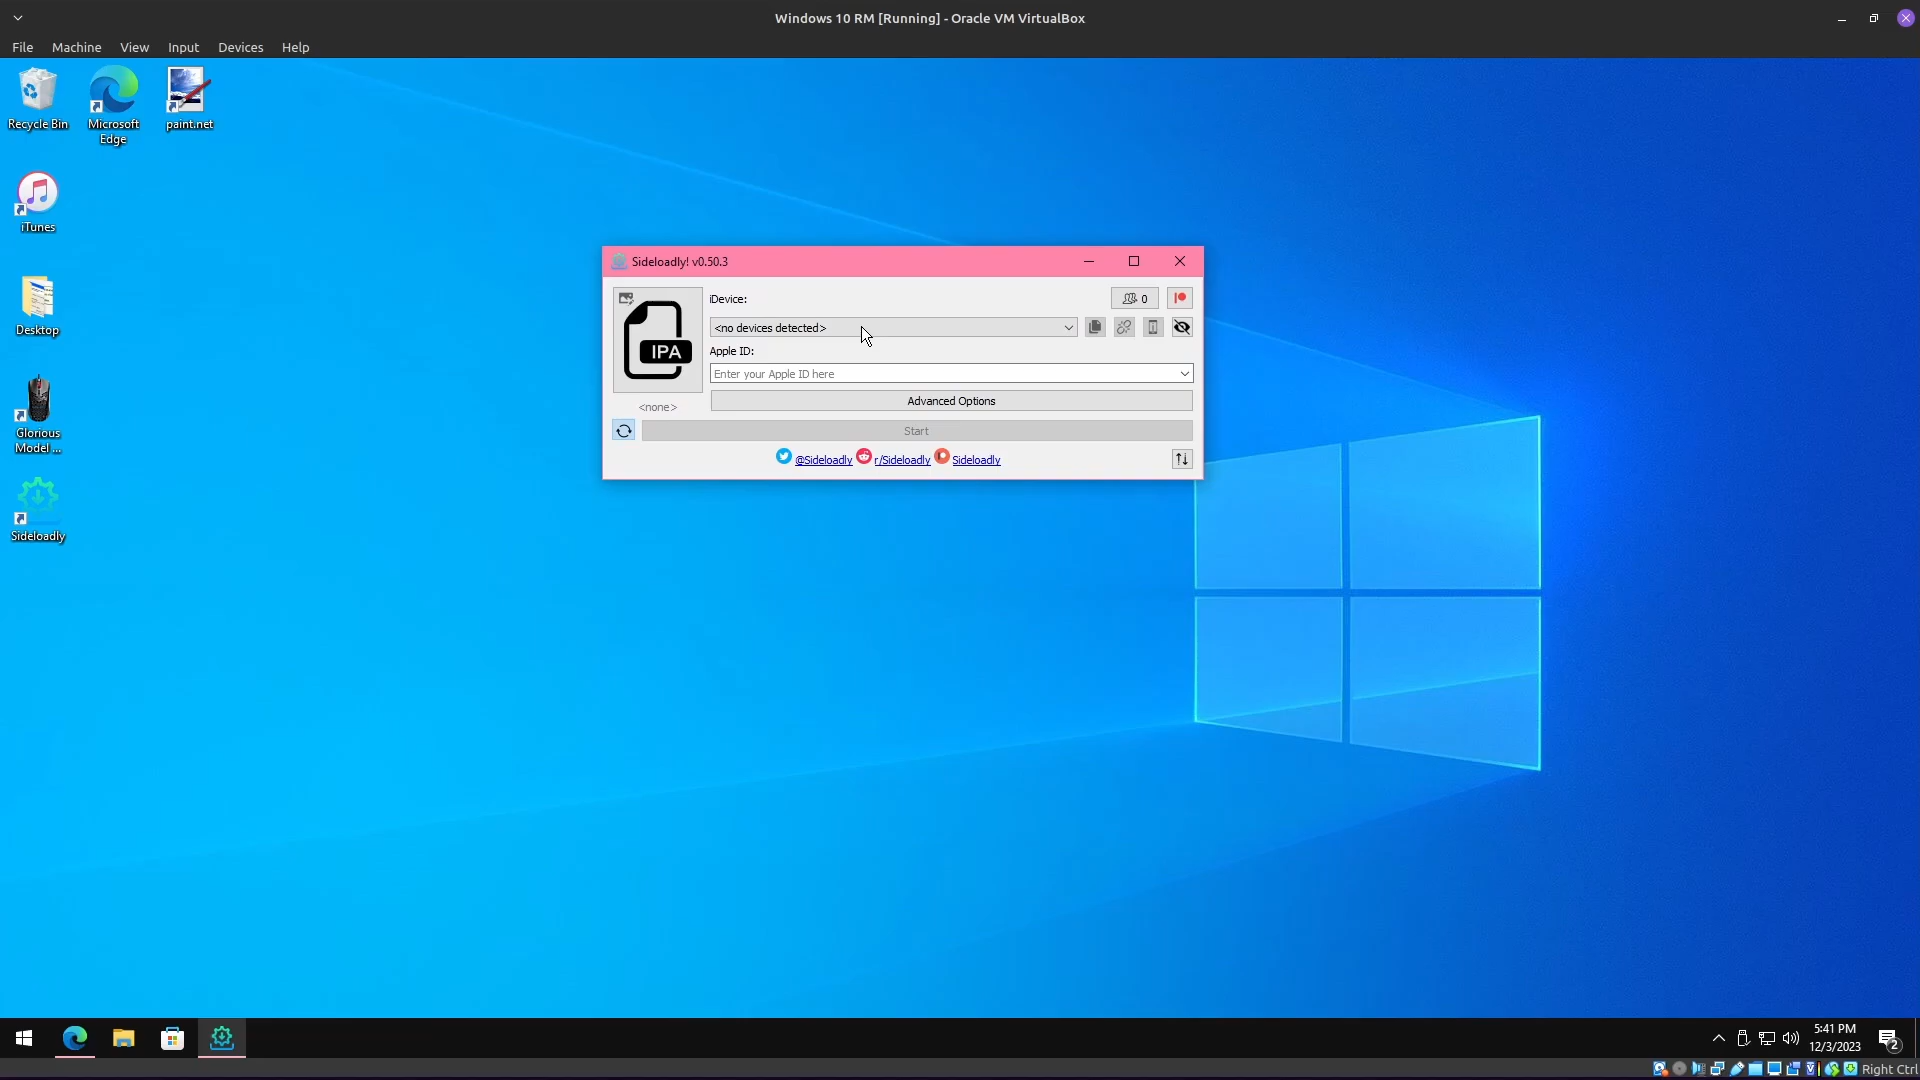 Windows 10 RM [Running] - Oracle VM VirtualBox
File Machine View Input Devices Help
Recycle Bin
Microsoft
Edge
paint.net
iTunes
Desktop
Glorious
Model ...
Sideloadly
Sideloadly! v0.50.3
iDevice:
0
<no devices detected>
IPA
Apple ID:
Enter your Apple ID here
<none>
Advanced Options
Start
@Sideloadly r/Sideloadly Sideloadly
5:41 PM
12/3/2023
2
Right Ctrl